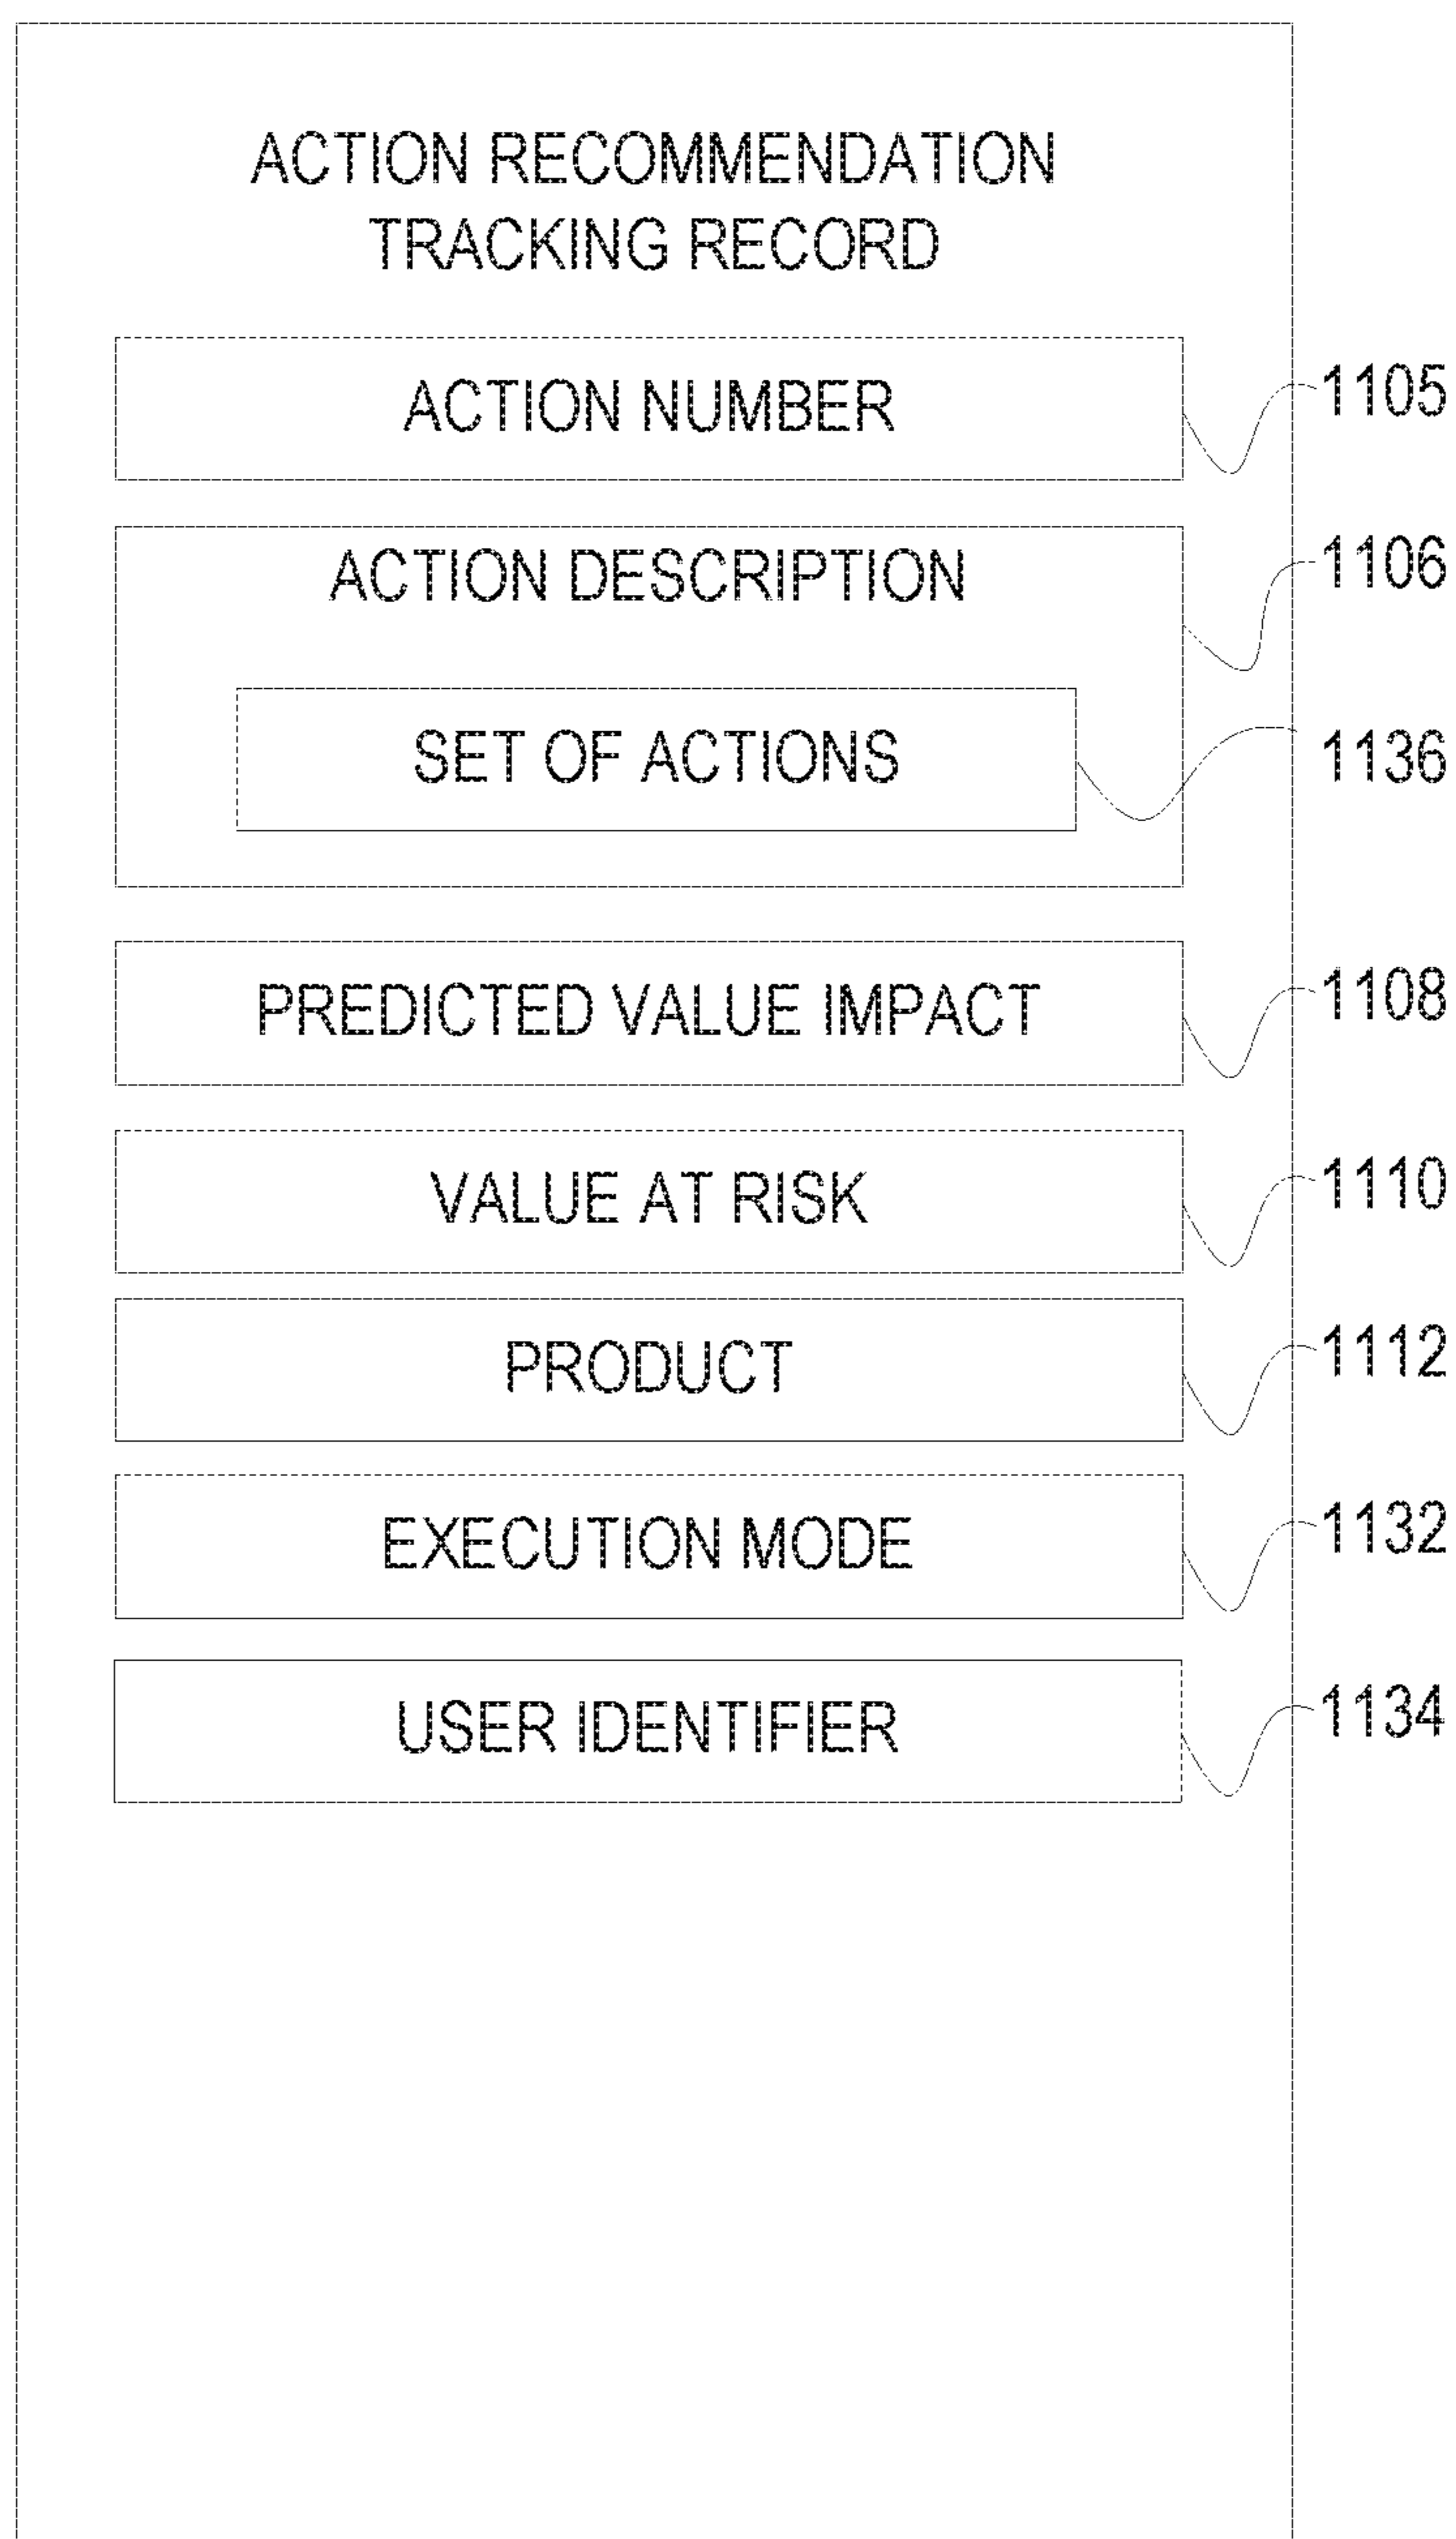 ACTION RECOMMENDATION
TRACKING RECORD
ACTION NUMBER
1105
ACTION DESCRIPTION
1106
SET OF ACTIONS
1136
PREDICTED VALUE IMPACT
1108
VALUE AT RISK
1110
PRODUCT
1112
EXECUTION MODE
1132
USER IDENTIFIER
1134